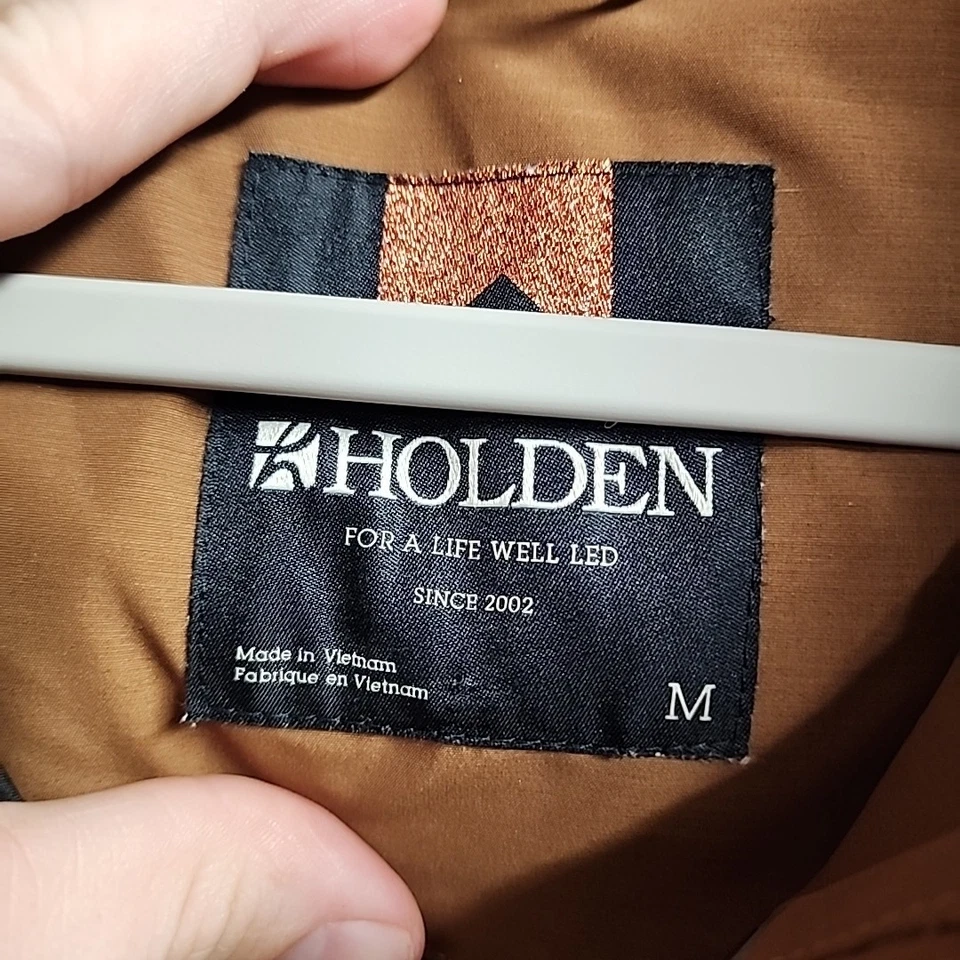 HOLDEN
FOR A LIFE WELL LED
SINCE 2002
Made in Vietnam
Fabrique en Vietnam
M